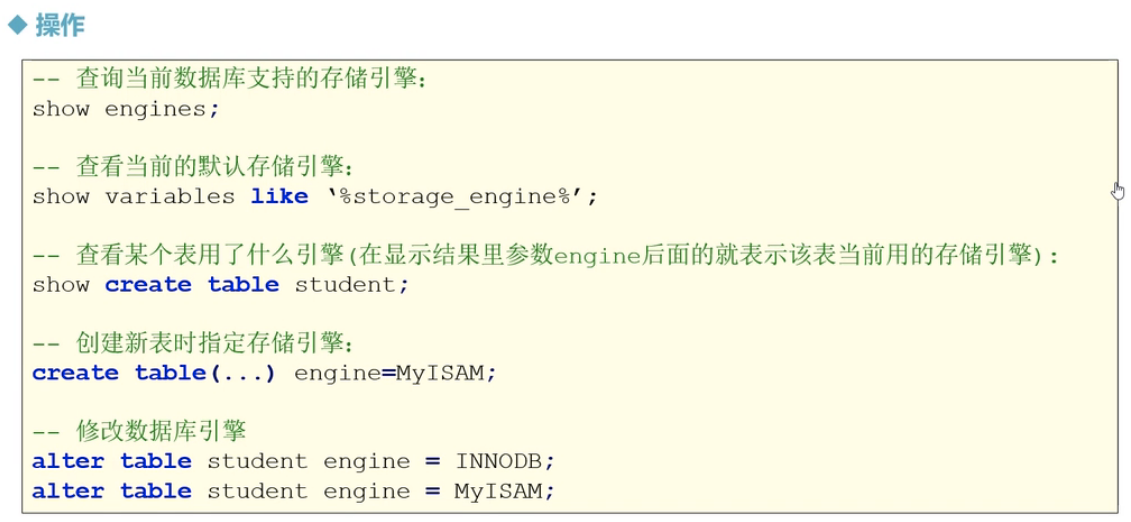 ◆ 操作
-- 查询当前数据库支持的存储引擎：
show engines;
-- 查看当前的默认存储引擎：
show variables like ‘%storage_engine%’;
-- 查看某个表用了什么引擎(在显示结果里参数engine后面的就表示该表当前用的存储引擎)：
show create table student;
-- 创建新表时指定存储引擎：
create table(...) engine=MyISAM;
-- 修改数据库引擎
alter table student engine = INNODB;
alter table student engine = MyISAM;